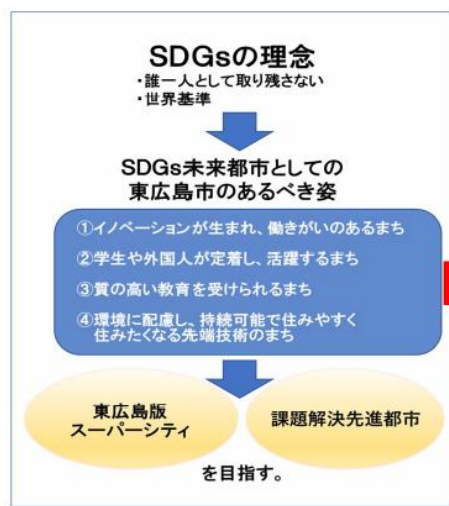 SDGsの理念
・誰一人として取り残さない
・世界基準
SDGs未来都市としての
東広島市のあるべき姿
①イノベーションが生まれ、働きがいのあるまち
②学生や外国人が定着し、活躍するまち
③質の高い教育を受けられるまち
④環境に配慮し、持続可能で住みやすく
住みたくなる先端技術のまち
東広島版
スーパーシティ
課題解決先進都市
を目指す。